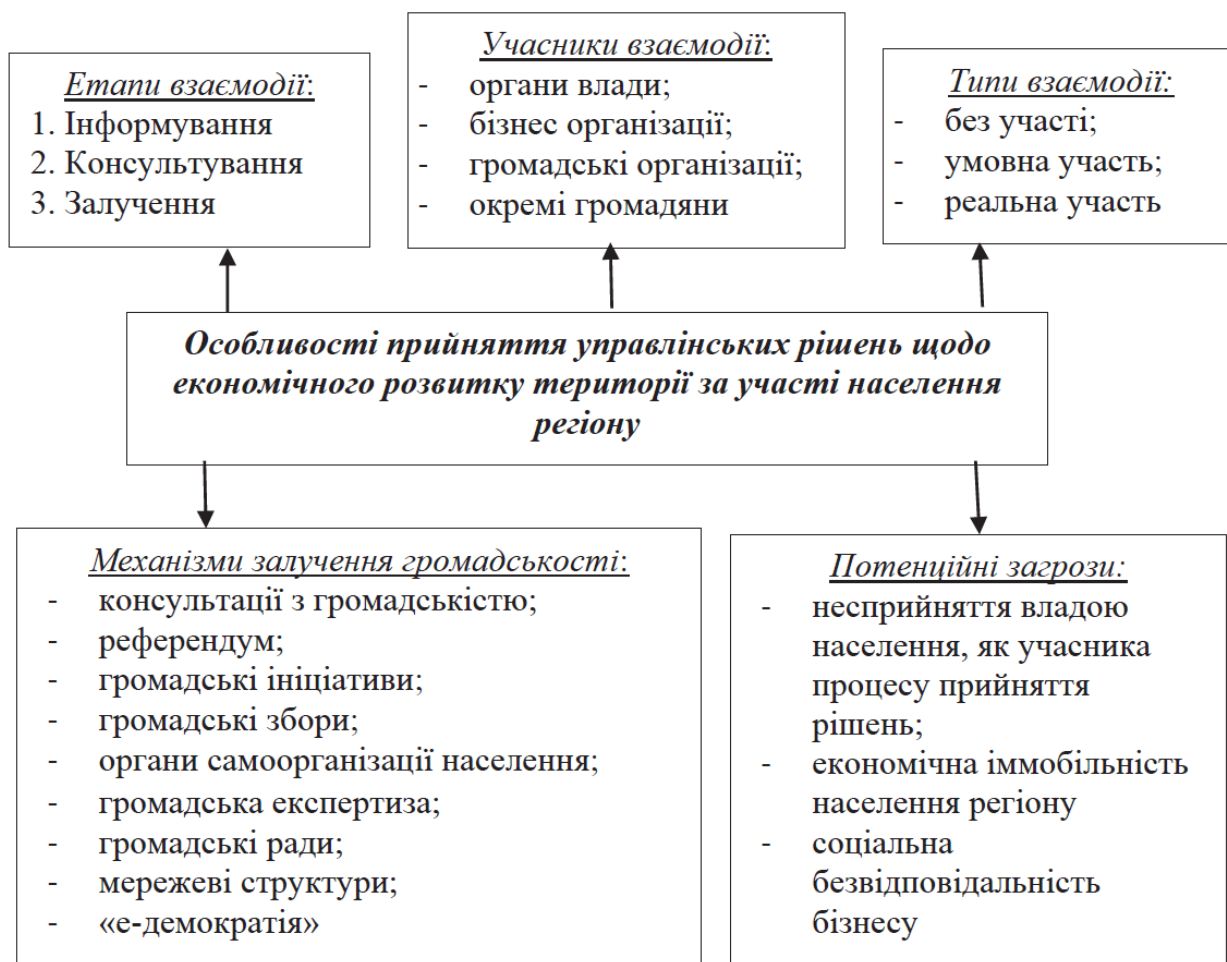 Етапи взаємодії:
1. Інформування
2. Консультування
3. Залучення
Учасники взаємодії:
- органи влади;
- бізнес організації;
- громадські організації;
- окремі громадяни
Типи взаємодії:
- без участі;
- умовна участь;
- реальна участь
Особливості прийняття управлінських рішень щодо
економічного розвитку території за участі населення
регіону
Механізми залучення громадськості:
- консультації з громадськістю;
- референдум;
- громадські ініціативи;
- громадські збори;
- органи самоорганізації населення;
- громадська експертиза;
- громадські ради;
- мережеві структури;
- «е-демократія»
Потенційні загрози:
- несприйняття владою
населення, як учасника
процесу прийняття
рішень;
- економічна іммобільність
населення регіону
- соціальна
безвідповідальність
бізнесу